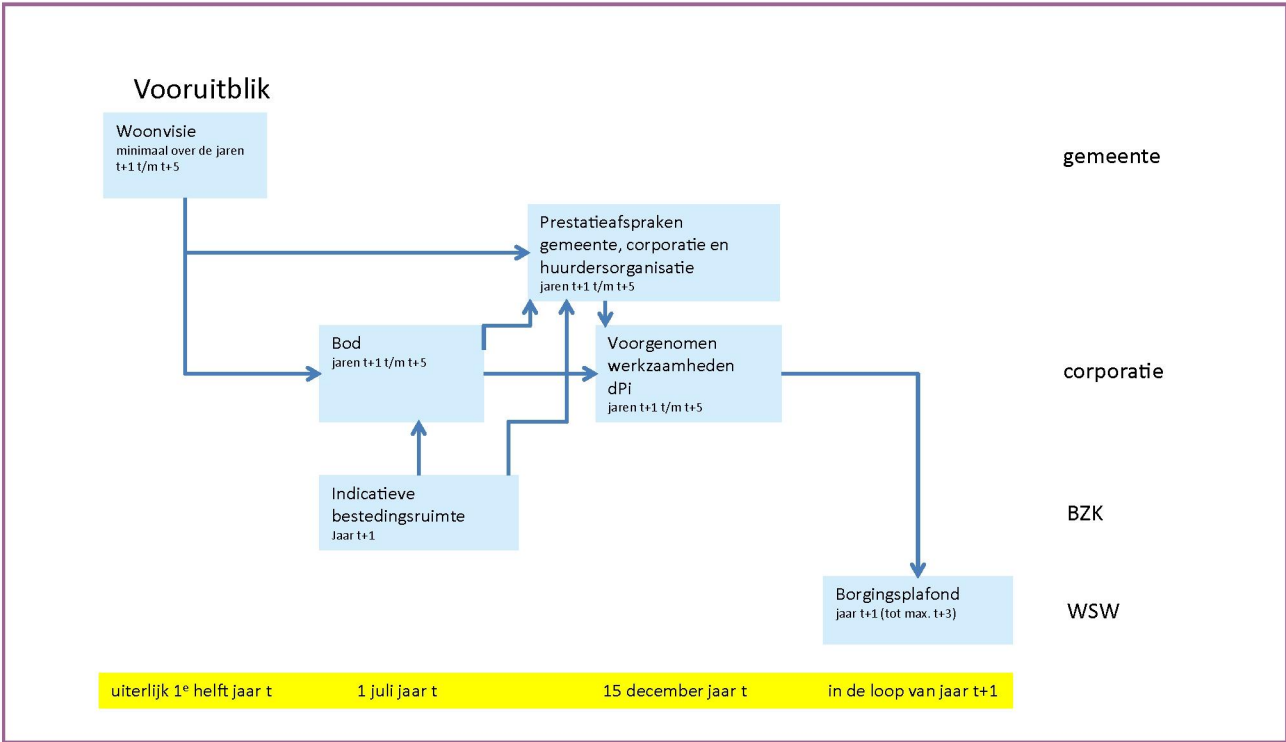 Vooruitblik
Woonvisie
minimaal over de jaren
t+1 t/m t+5
gemeente
Prestatieafspraken
gemeente, corporatie en
huurdersorganisatie
jaren t+1 t/m t+5
Bod
jaren t+1 t/m t+5
Voorgenomen
werkzaamheden
dPi
jaren t+1 t/m t+5
corporatie
Indicatieve
bestedingsruimte
Jaar t+1
BZK
Borgingsplafond
jaar t+1 (tot max. t+3)
WSW
uiterlijk 1e helft jaar t
1 juli jaar t
15 december jaar t
in de loop van jaar t+1